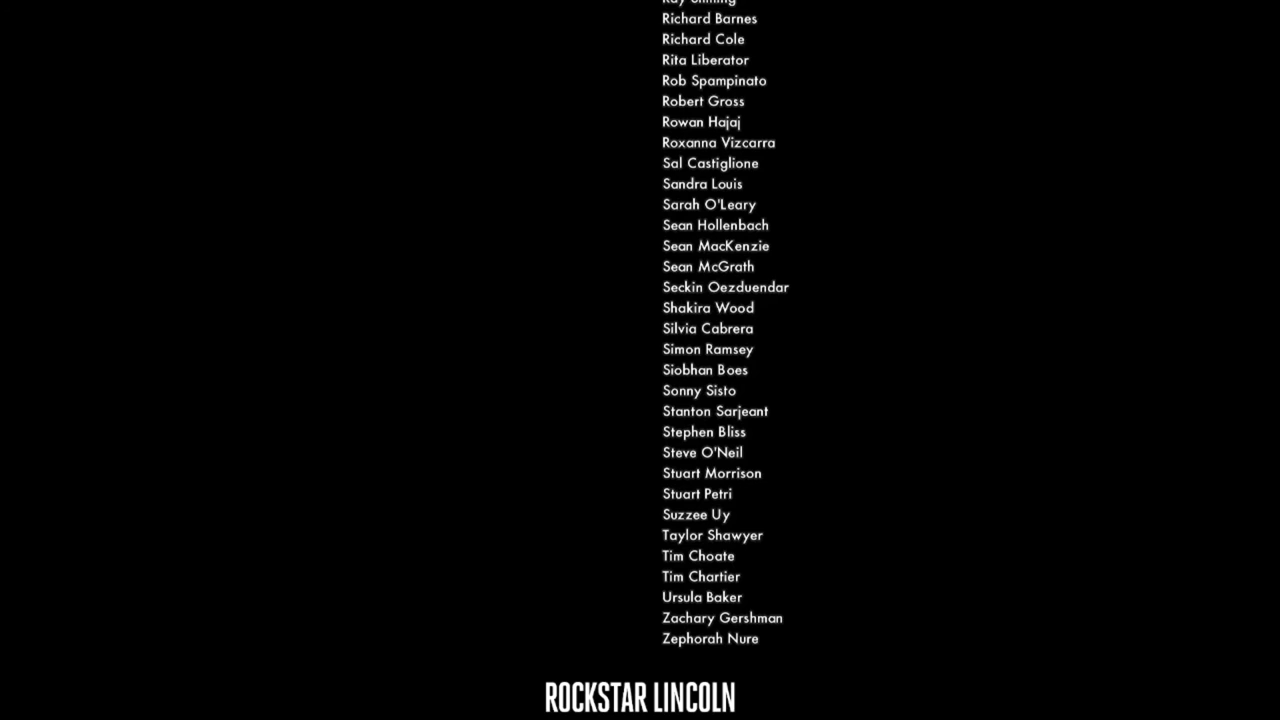 Richard Barnes
Richard Cole
Rita Liberator
Rob Spampinato
Robert Gross
Rowan Hajaj
Roxanna Vizcarra
Sal Castiglione
Sandra Louis
Sarah O'Leary
Sean Hollenbach
Sean MacKenzie
Sean McGrath
Seckin Oezduendar
Shakira Wood
Silvia Cabrera
Simon Ramsey
Siobhan Boes
Sonny Sisto
Stanton Sarjeant
Stephen Bliss
Steve O'Neil
Stuart Morrison
Stuart Petri
Suzzee Uy
Taylor Shawyer
Tim Choate
Tim Chartier
Ursula Baker
Zachary Gershman
Zephorah Nure
ROCKSTAR LINCOLN